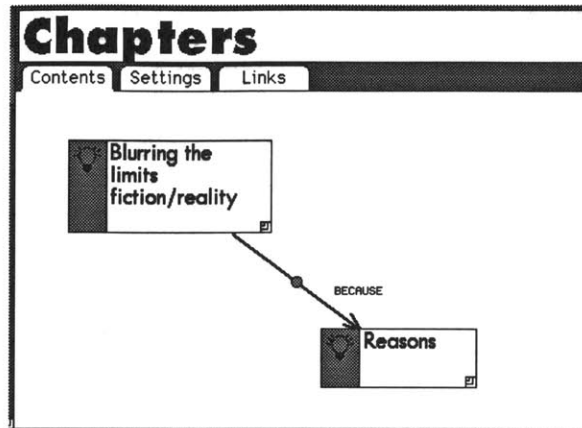 Chapters
Contents Settings Links
Blurring the
limits
fiction/reality
BECAUSE
Reasons